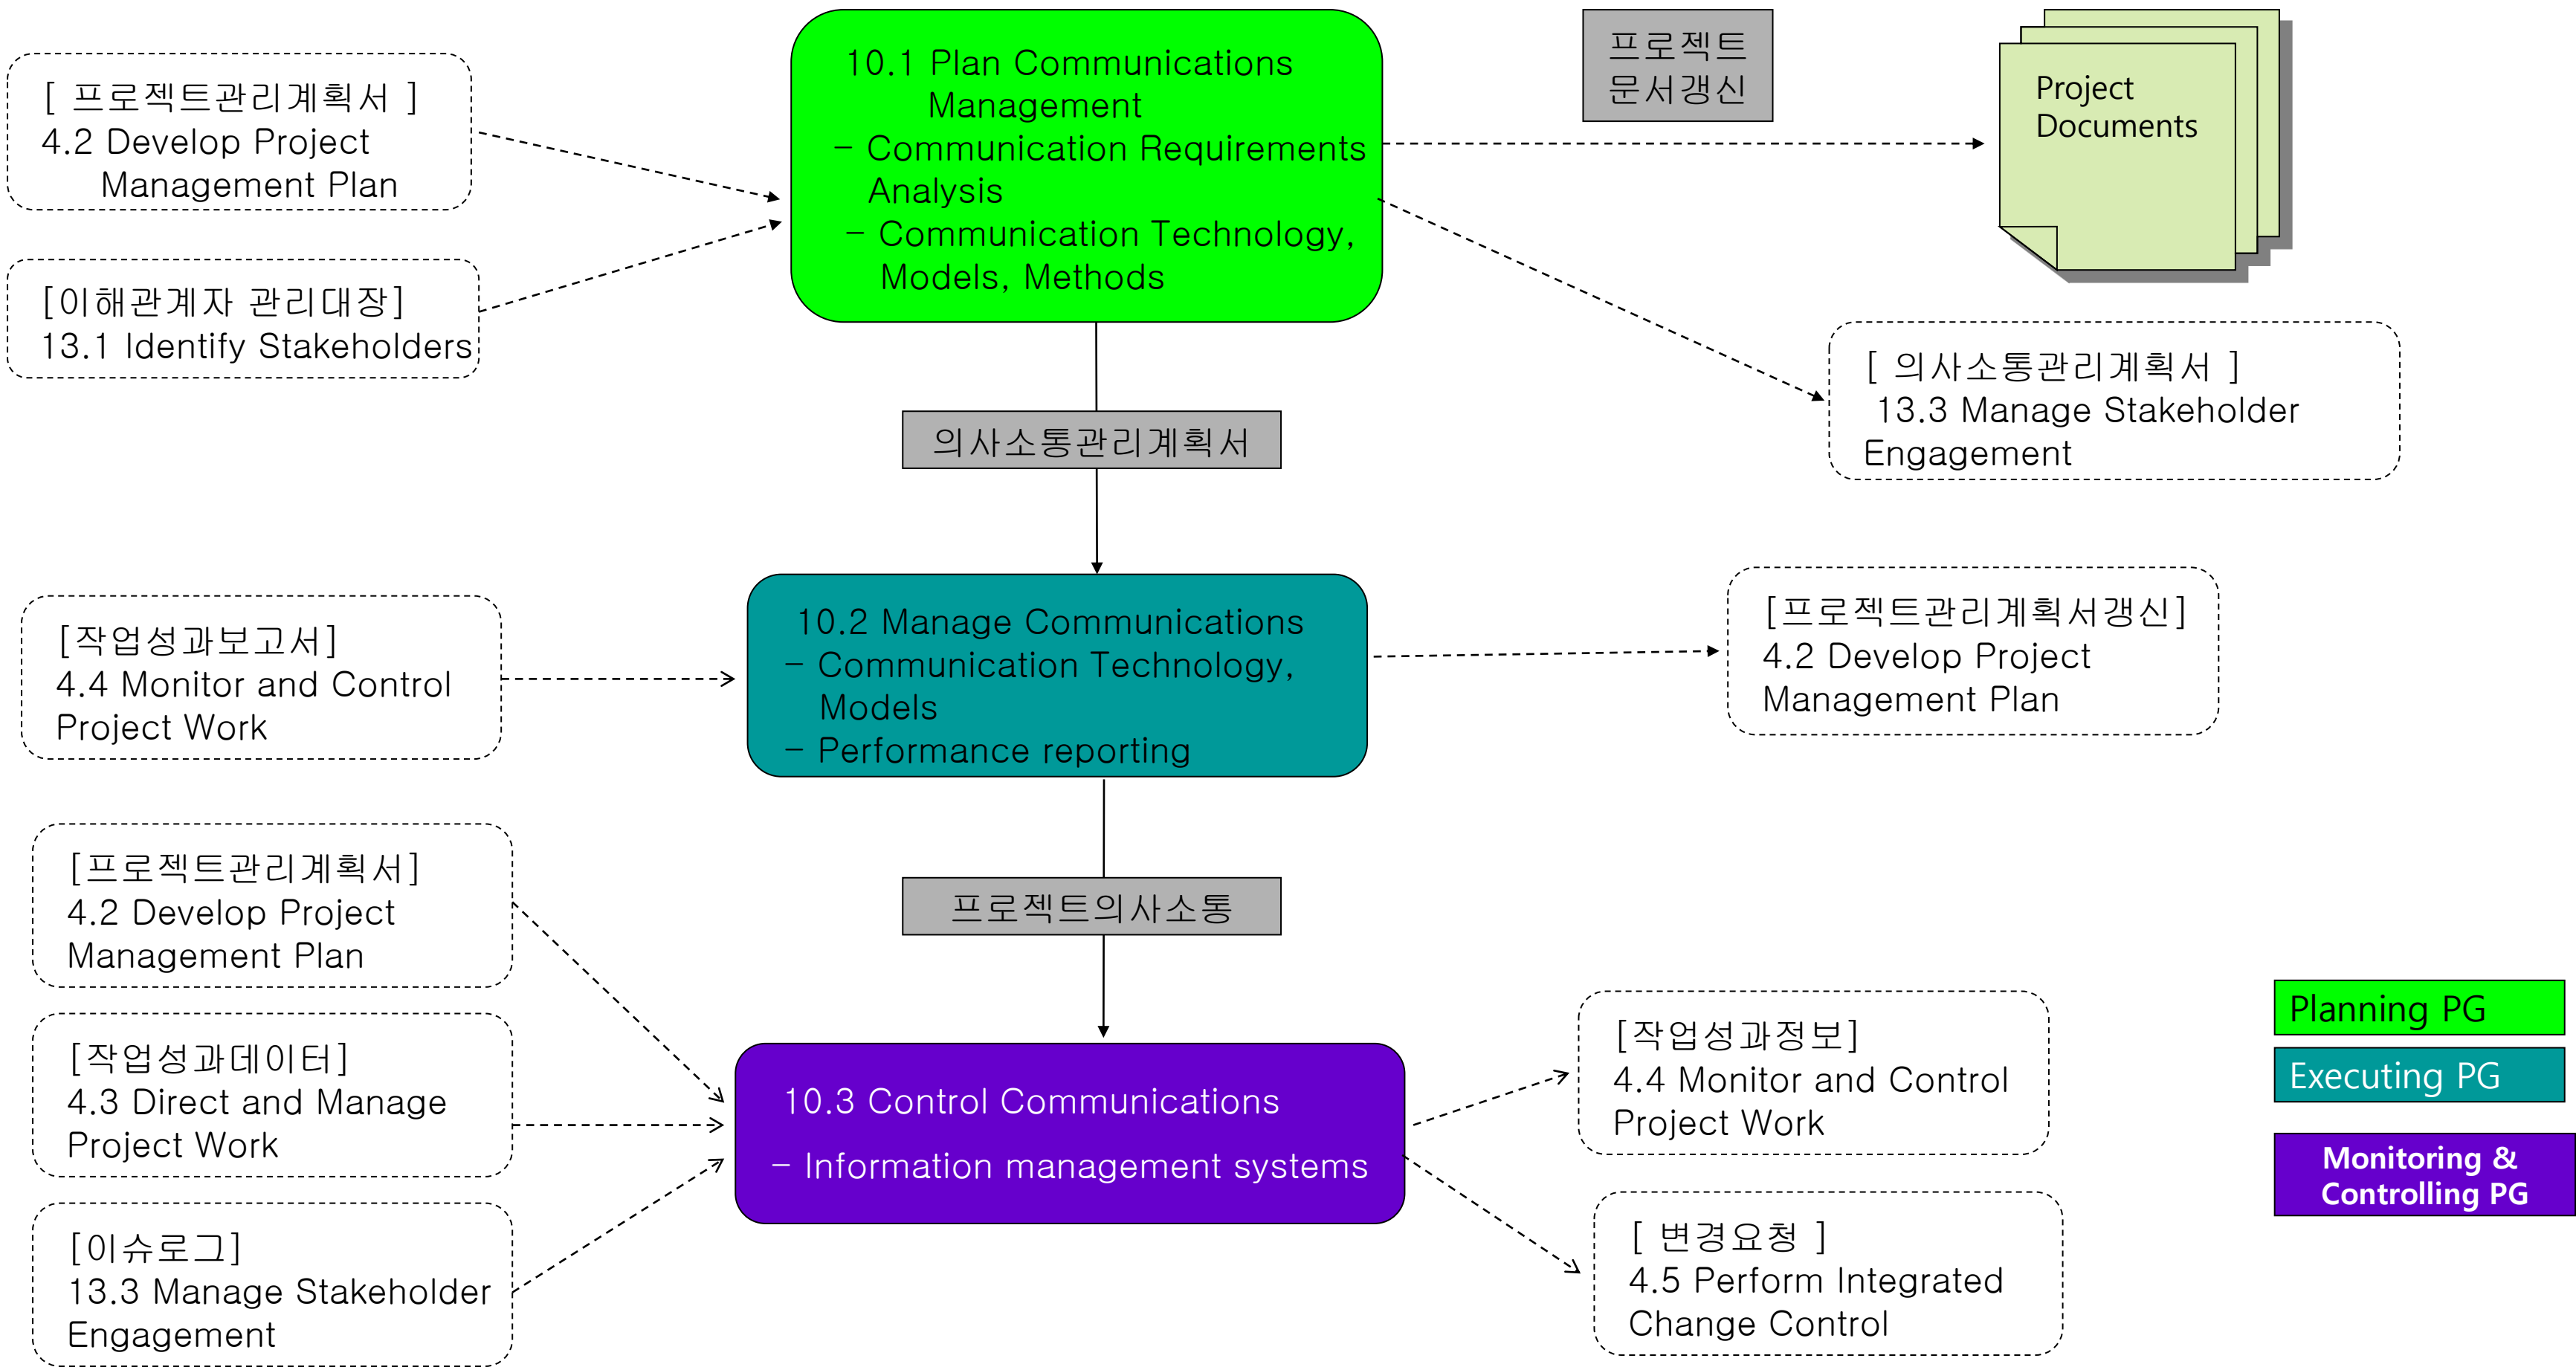 [ 프로젝트관리계획서 ]
4.2 Develop Project
Management Plan
[이해관계자 관리대장]
13.1 Identify Stakeholders
10.1 Plan Communications
Management
- Communication Requirements
Analysis
- Communication Technology,
Models, Methods
프로젝트
문서갱신
Project
Documents
[ 의사소통관리계획서 ]
13.3 Manage Stakeholder
Engagement
의사소통관리계획서
[작업성과보고서]
4.4 Monitor and Control
Project Work
10.2 Manage Communications
- Communication Technology,
Models
- Performance reporting
[프로젝트관리계획서갱신]
4.2 Develop Project
Management Plan
프로젝트의사소통
[프로젝트관리계획서]
4.2 Develop Project
Management Plan
[작업성과데이터]
4.3 Direct and Manage
Project Work
[이슈로그]
13.3 Manage Stakeholder
Engagement
10.3 Control Communications
- Information management systems
[작업성과정보]
4.4 Monitor and Control
Project Work
[ 변경요청 ]
4.5 Perform Integrated
Change Control
Planning PG
Executing PG
Monitoring &
Controlling PG